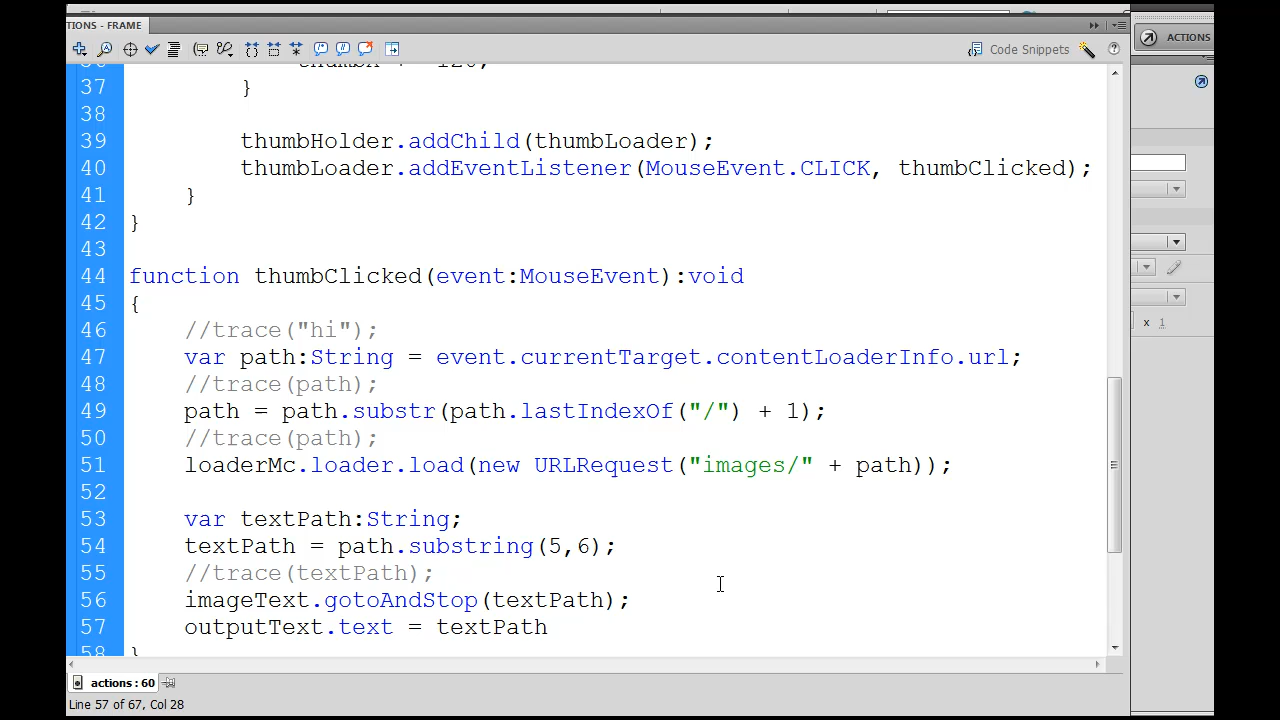 TIONS - FRAME
ACTIONS
Code Snippets
37 }
38
39 thumbHolder.addChild(thumbLoader);
40 thumbLoader.addEventListener(MouseEvent.CLICK, thumbClicked);
41 }
42 }
43
44 function thumbClicked(event:MouseEvent):void
45 {
46 //trace("hi");
47 var path:String = event.currentTarget.contentLoaderInfo.url;
48 //trace(path);
49 path = path.substr(path.lastIndexOf("/") + 1);
50 //trace(path);
51 loaderMc.loader.load(new URLRequest("images/" + path));
52
53 var textPath:String;
54 textPath = path.substring(5,6);
55 //trace(textPath);
56 imageText.gotoAndStop(textPath);
57 outputText.text = textPath
58 }
x 1
actions : 60
Line 57 of 67, Col 28